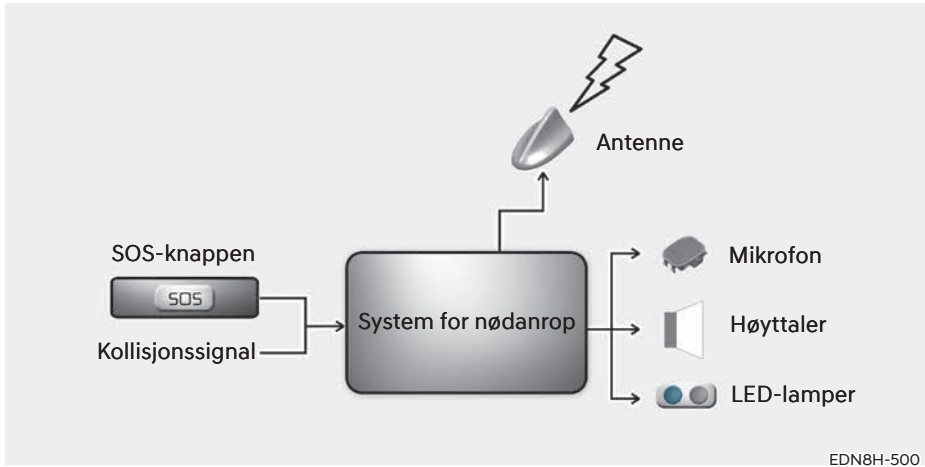 Antenne
SOS-knappen
SOS
Kollisjonssignal
System for nødanrop
Mikrofon
Høyttaler
LED-lamper
EDN8H-500